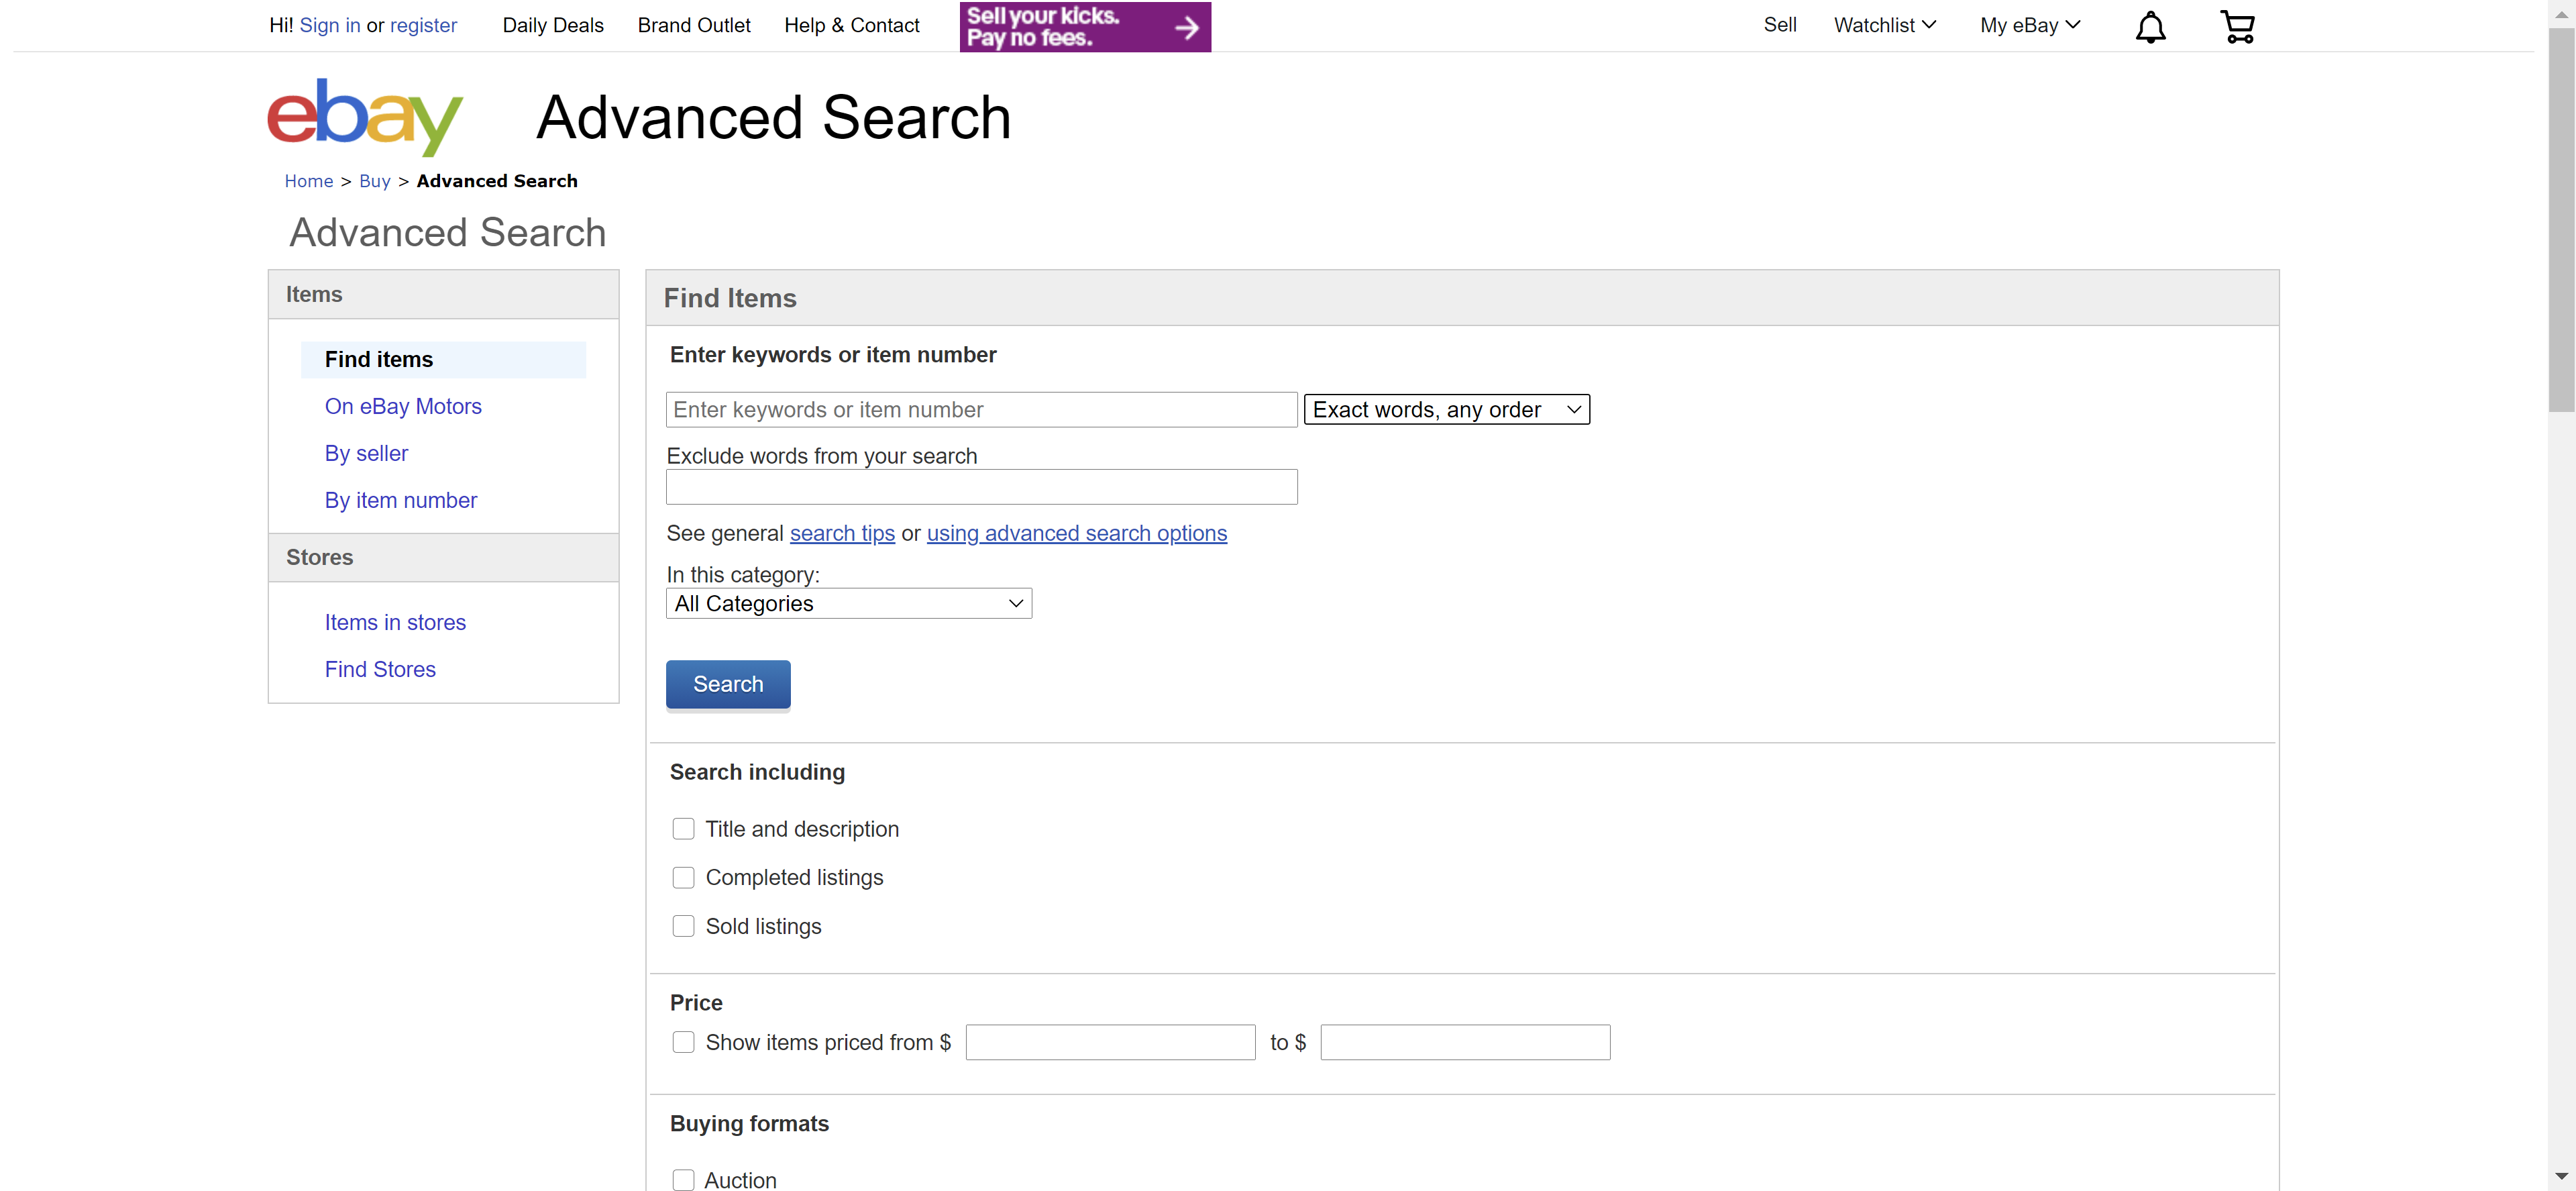 Hi! Sign in or register Daily Deals Brand Outlet Help & Contact Sell your kicks. Pay no fees. Sell Watchlist My eBay
ebay Advanced Search
Home > Buy > Advanced Search
Advanced Search
Items
Find items
On eBay Motors
By seller
By item number
Stores
Items in stores
Find Stores
Find Items
Enter keywords or item number
Enter keywords or item number Exact words, any order
Exclude words from your search
See general search tips or using advanced search options
In this category:
All Categories
Search
Search including
Title and description
Completed listings
Sold listings
Price
Show items priced from $ to $
Buying formats
Auction